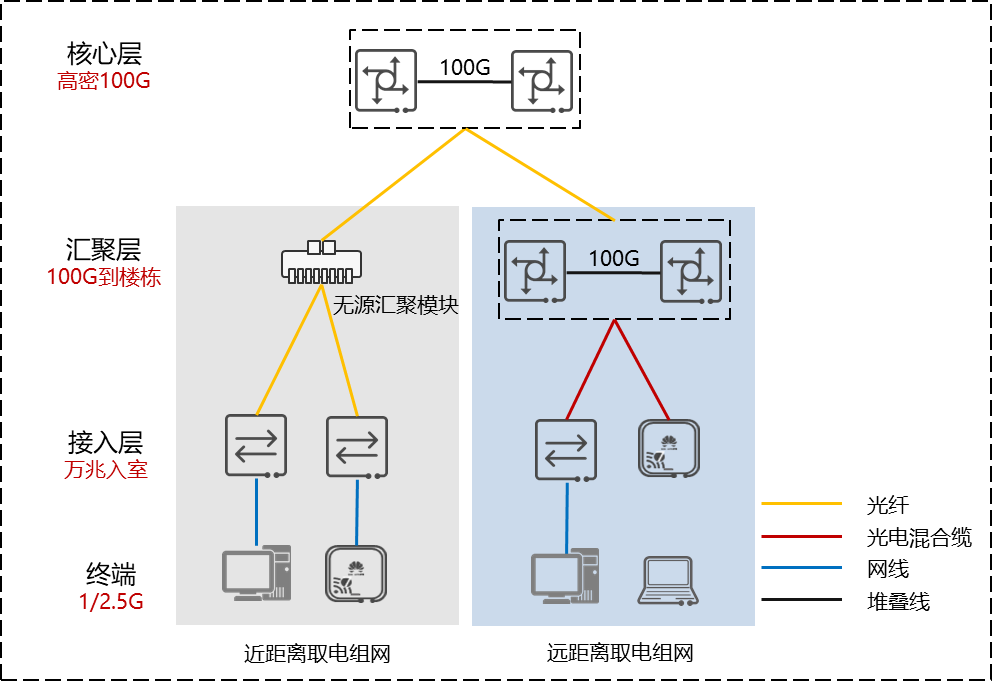 核心层
高密100G
100G
汇聚层
100G到楼栋
无源汇聚模块
100G
接入层
万兆入室
终端
1/2.5G
光纤
光电混合缆
网线
堆叠线
近距离取电组网
远距离取电组网